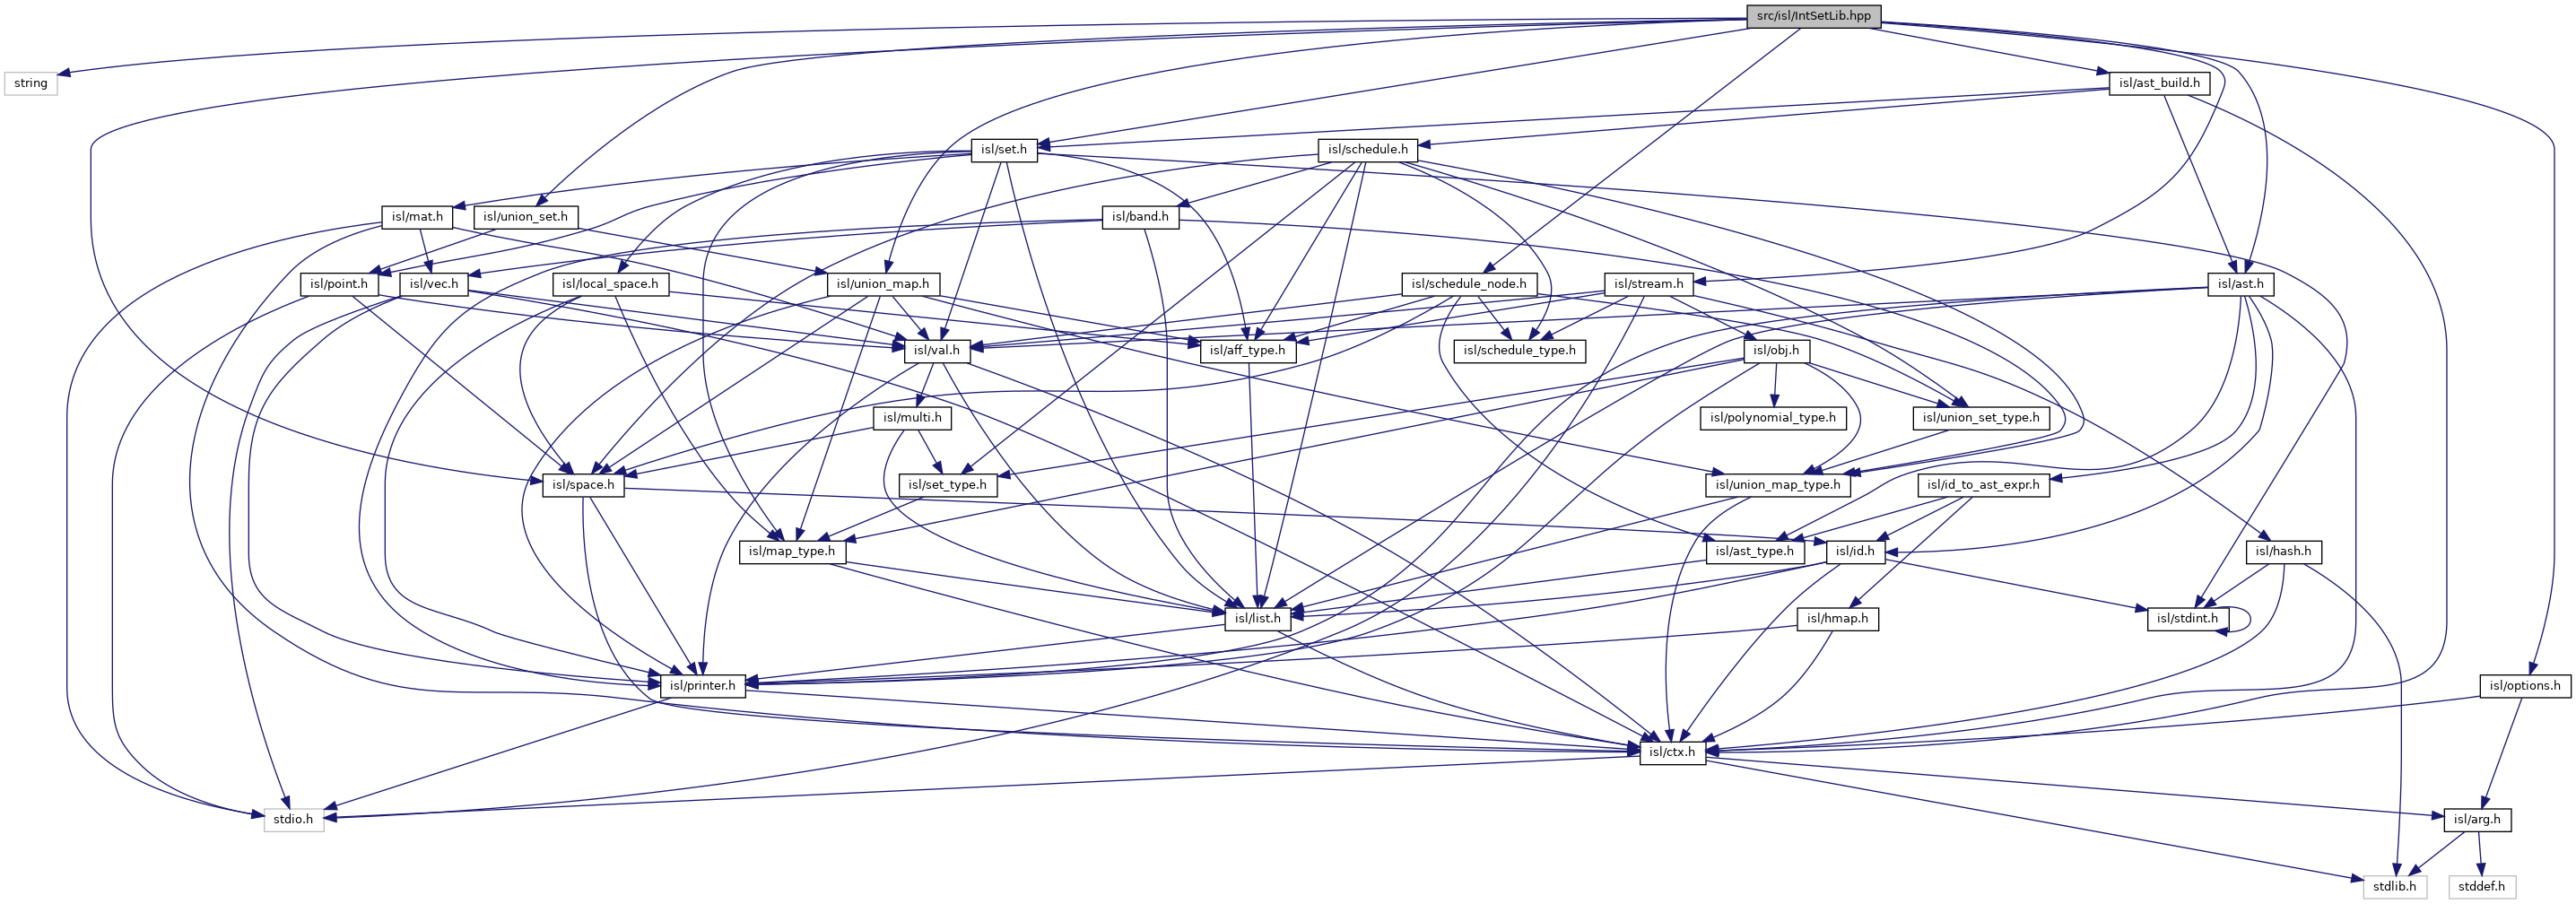 src/isl/IntSetLib.hpp
string
isl/ast_build.h
isl/set.h
isl/schedule.h
isl/mat.h
isl/union_set.h
isl/band.h
isl/point.h
isl/vec.h
isl/local_space.h
isl/union_map.h
isl/schedule_node.h
isl/stream.h
isl/ast.h
isl/val.h
isl/aff_type.h
isl/schedule_type.h
isl/obj.h
isl/multi.h
isl/polynomial_type.h
isl/union_set_type.h
isl/space.h
isl/set_type.h
isl/union_map_type.h
isl/id_to_ast_expr.h
isl/map_type.h
isl/ast_type.h
isl/id.h
isl/hash.h
isl/list.h
isl/hmap.h
isl/stdint.h
isl/printer.h
isl/options.h
isl/ctx.h
stdio.h
isl/arg.h
stdlib.h
stddef.h